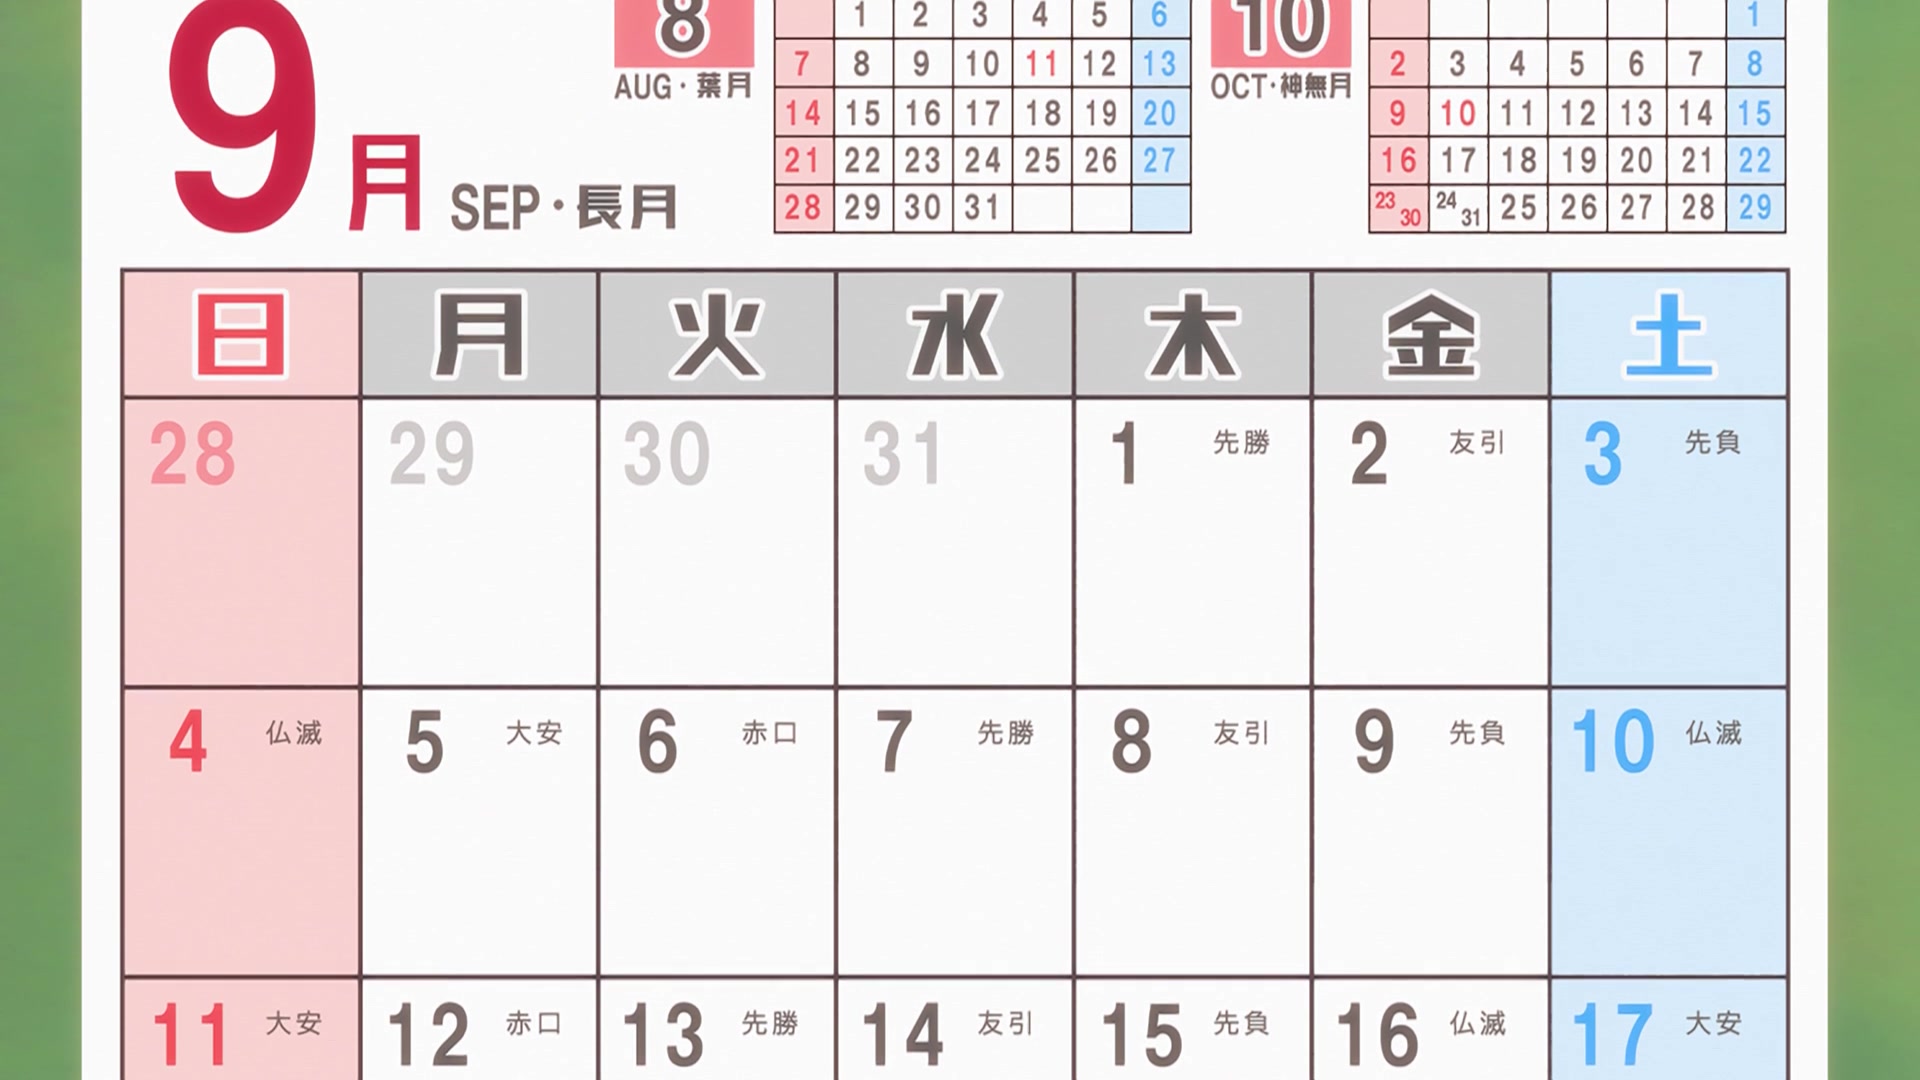 9月 SEP・長月
8
AUG・葉月
1 2 3 4 5 6
7 8 9 10 11 12 13
14 15 16 17 18 19 20
21 22 23 24 25 26 27
28 29 30 31
10
OCT・神無月
1
2 3 4 5 6 7 8
9 10 11 12 13 14 15
16 17 18 19 20 21 22
23 30 24 31 25 26 27 28 29
日 月 火 水 木 金 土
28 29 30 31 1 先勝 2 友引 3 先負
4 仏滅 5 大安 6 赤口 7 先勝 8 友引 9 先負 10 仏滅
11 大安 12 赤口 13 先勝 14 友引 15 先負 16 仏滅 17 大安